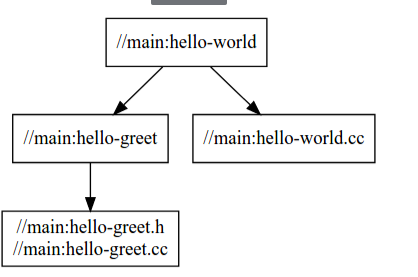 //main:hello-world
//main:hello-greet
//main:hello-world.cc
//main:hello-greet.h
//main:hello-greet.cc